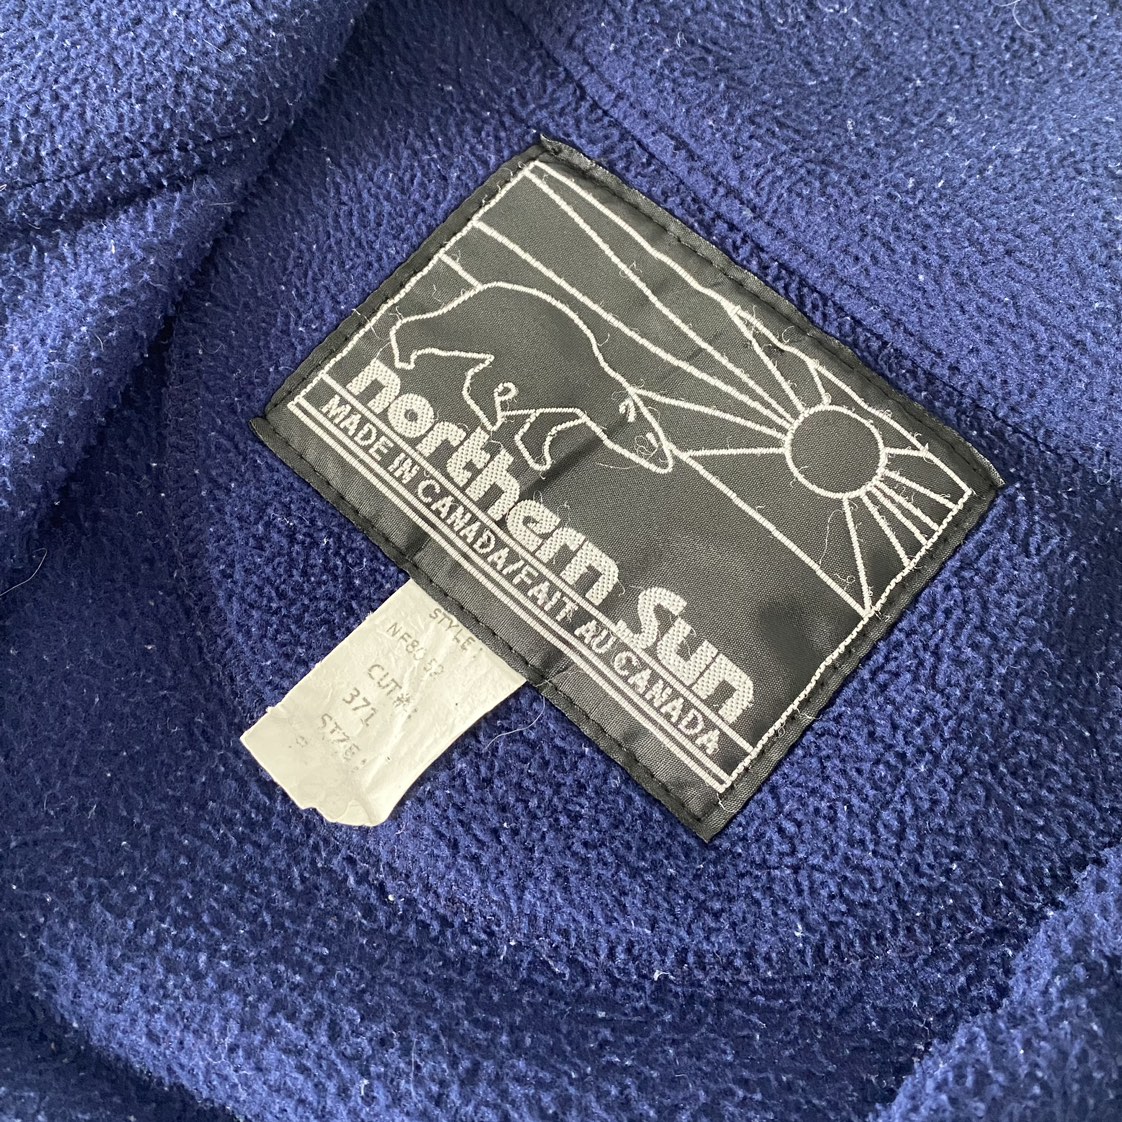 northern Sun
MADE IN CANADA/FAIT AU CANADA
STYLE#
CUT#:
371
SIZE: